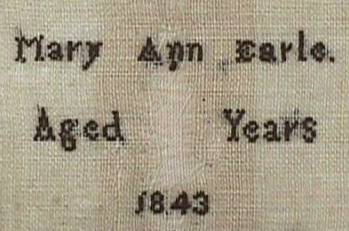 Mary Ann Earle.
Aged Years
1843